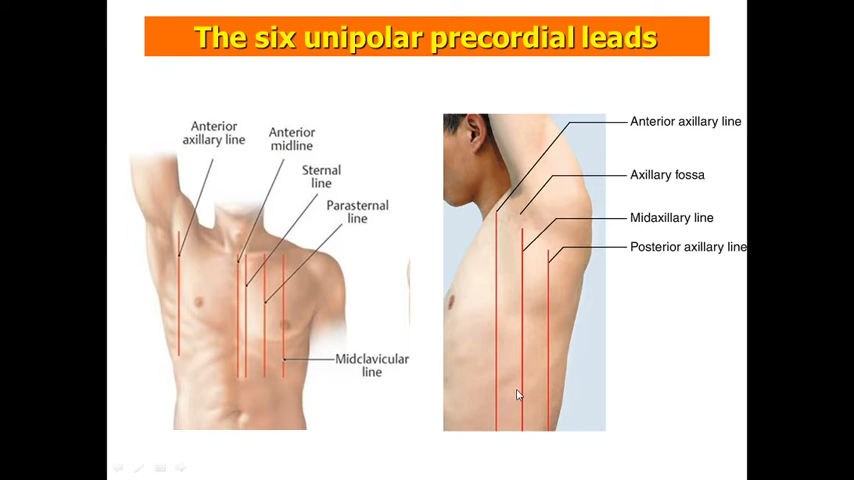 The six unipolar precordial leads
Anterior
axillary line
Anterior
midline
Sternal
line
Parasternal
line
Midclavicular
line
Anterior axillary line
Axillary fossa
Midaxillary line
Posterior axillary line